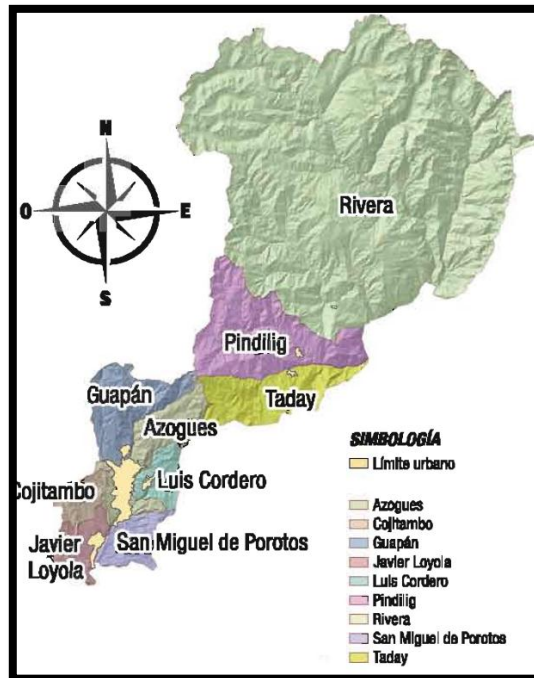 N
O
E
S
Rivera
Pindilig
Taday
Guapán
Azogues
Cojitambo
Luis Cordero
Javier
Loyola
San Miguel de Porotos
SIMBOLOGÍA
Límite urbano
Azogues
Cojitambo
Guapán
Javier Loyola
Luis Cordero
Pindilig
Rivera
San Miguel de Porotos
Taday